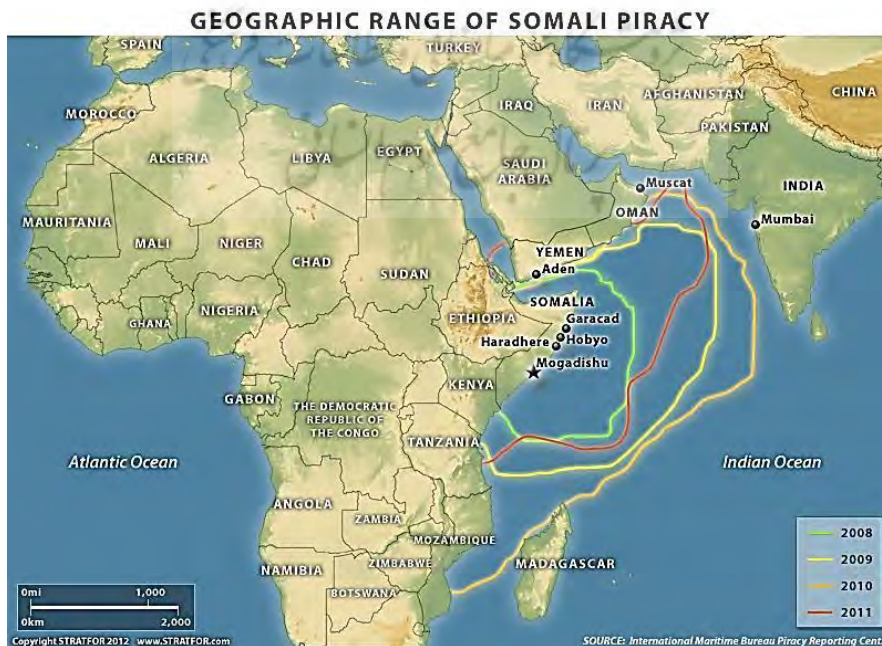 GEOGRAPHIC RANGE OF SOMALI PIRACY
SPAIN
TURKEY
CHINA
MOROCCO
IRAQ
IRAN
AFGHANISTAN
PAKISTAN
ALGERIA
LIBYA
EGYPT
SAUDI
ARABIA
Muscat
INDIA
OMAN
Mumbai
MAURITANIA
MALI
NIGER
CHAD
SUDAN
YEMEN
Aden
SOMALIA
NIGERIA
GHANA
ETHIOPIA
Garacad
Haradhere
Hobyo
Mogadishu
KENYA
GABON
THE DEMOCRATIC
REPUBLIC OF
THE CONGO
TANZANIA
Atlantic Ocean
Indian Ocean
ANGOLA
ZAMBIA
MOZAMBIQUE
ZIMBABWE
MADAGASCAR
NAMIBIA
BOTSWANA
2008
2009
2010
2011
0mi 1,000
0km 2,000
Copyright STRATFOR 2012 www.STRATFOR.com
SOURCE: International Maritime Bureau Piracy Reporting Cent